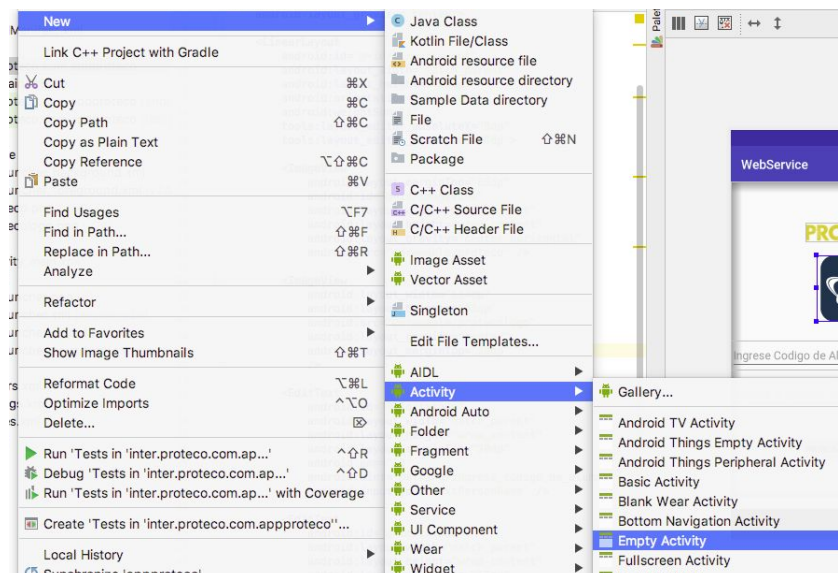 New
Link C++ Project with Gradle
Cut ⌘X
Copy ⌘C
Copy Path ⇧⌘C
Copy as Plain Text
Copy Reference ⌥⇧⌘C
Paste ⌘V
Find Usages ⌥F7
Find in Path... ⇧⌘F
Replace in Path... ⇧⌘R
Analyze
Refactor
Add to Favorites
Show Image Thumbnails ⇧⌘T
Reformat Code ⌥⌘L
Optimize Imports ^⌥O
Delete... ⌦
Run 'Tests in 'inter.proteco.com.ap...' ^⇧R
Debug 'Tests in 'inter.proteco.com.ap...' ^⇧D
Run 'Tests in 'inter.proteco.com.ap...' with Coverage
Create 'Tests in 'inter.proteco.com.appproteco''...
Local History
Synchronize 'appproteco'
Java Class
Kotlin File/Class
Android resource file
Android resource directory
Sample Data directory
File
Scratch File ⇧⌘N
Package
C++ Class
C/C++ Source File
C/C++ Header File
Image Asset
Vector Asset
Singleton
Edit File Templates...
AIDL
Activity
Android Auto
Folder
Fragment
Google
Other
Service
UI Component
Wear
Widget
Gallery...
Android TV Activity
Android Things Empty Activity
Android Things Peripheral Activity
Basic Activity
Blank Wear Activity
Bottom Navigation Activity
Empty Activity
Fullscreen Activity
WebService
PRO
Ingrese Codigo de Al